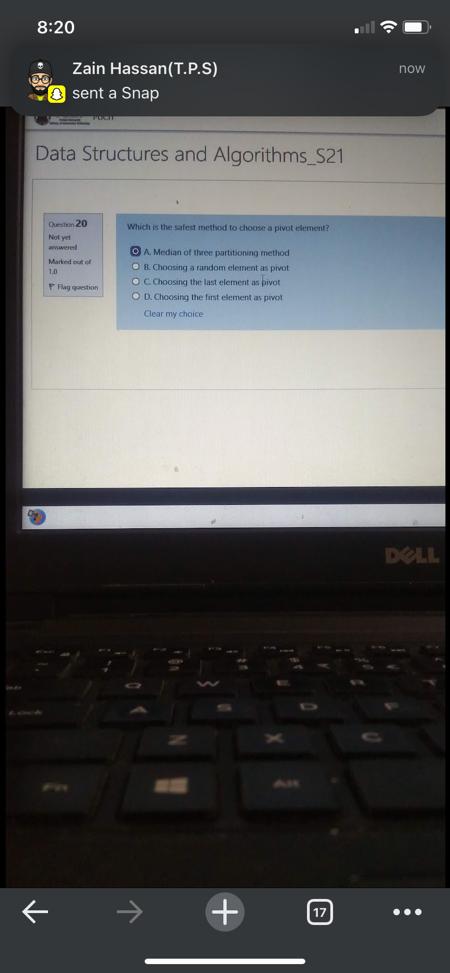 8:20
Zain Hassan(T.P.S)
now
sent a Snap
Data Structures and Algorithms_S21
Question 20
Not yet
answered
Marked out of
1.0
Flag question
Which is the safest method to choose a pivot element?
A. Median of three partitioning method
B. Choosing a random element as pivot
C. Choosing the last element as pivot
D. Choosing the first element as pivot
Clear my choice
DELL
Q W E R T
Lock A S D F
Z X C
Fn Alt
17